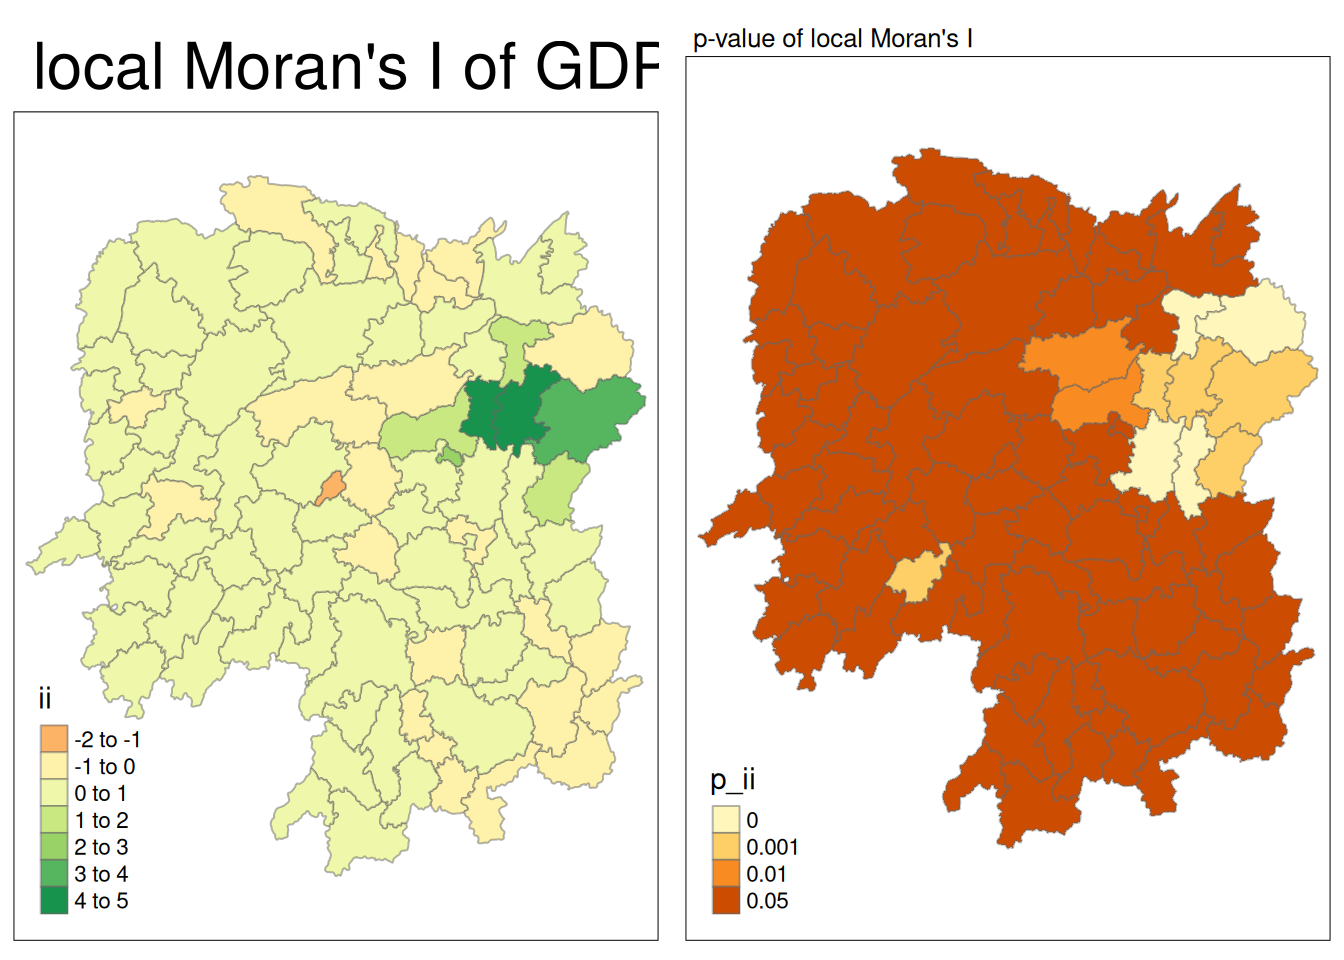 local Moran's I of GDP
ii
-2 to -1
-1 to 0
0 to 1
1 to 2
2 to 3
3 to 4
4 to 5
p-value of local Moran's I
p_ii
0
0.001
0.01
0.05